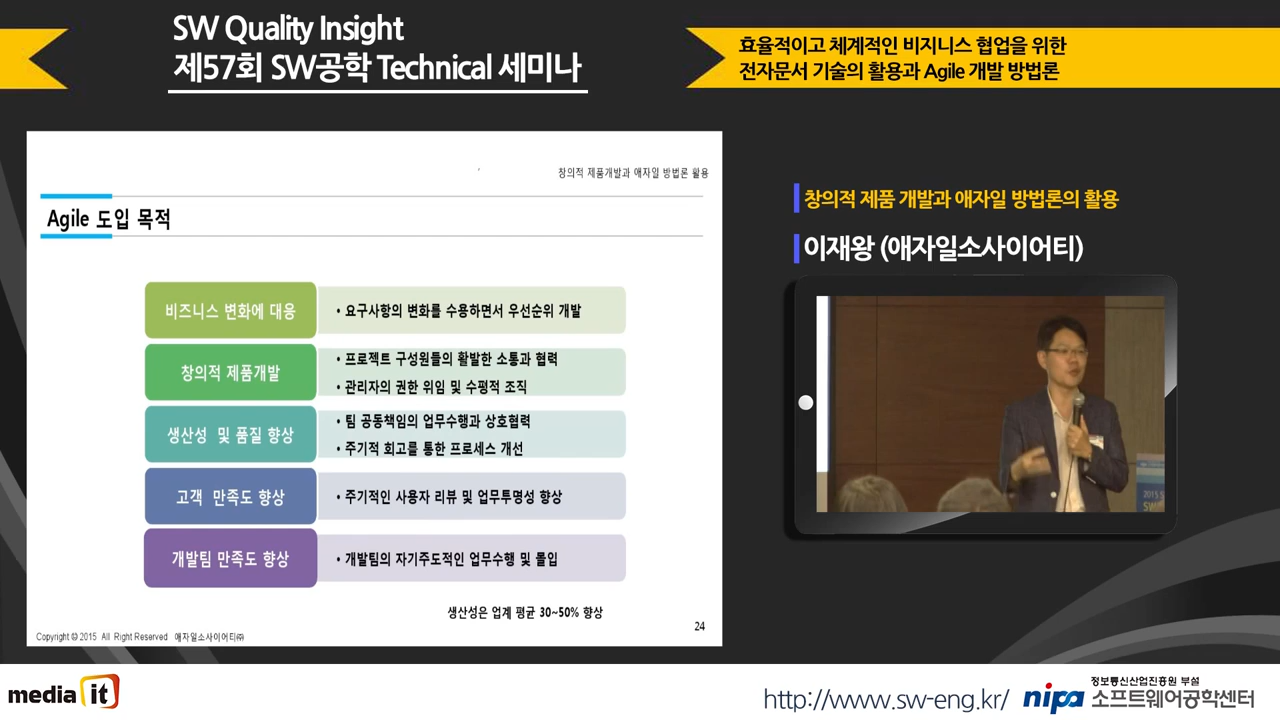 SW Quality Insight
제57회 SW공학 Technical 세미나
효율적이고 체계적인 비지니스 협업을 위한
전자문서 기술의 활용과 Agile 개발 방법론
창의적 제품개발과 애자일 방법론 활용
Agile 도입 목적
비즈니스 변화에 대응
• 요구사항의 변화를 수용하면서 우선순위 개발
창의적 제품개발
• 프로젝트 구성원들의 활발한 소통과 협력
• 관리자의 권한 위임 및 수평적 조직
생산성 및 품질 향상
• 팀 공동책임의 업무수행과 상호협력
• 주기적 회고를 통한 프로세스 개선
고객 만족도 향상
• 주기적인 사용자 리뷰 및 업무투명성 향상
개발팀 만족도 향상
• 개발팀의 자기주도적인 업무수행 및 몰입
생산성은 업계 평균 30~50% 향상
24
Copyright © 2015 All Right Reserved 애자일소사이어티㈜
창의적 제품 개발과 애자일 방법론의 활용
이재왕 (애자일소사이어티)
2015 S
SW
media it
http://www.sw-eng.kr/
nipa
정보통신산업진흥원 부설
소프트웨어공학센터